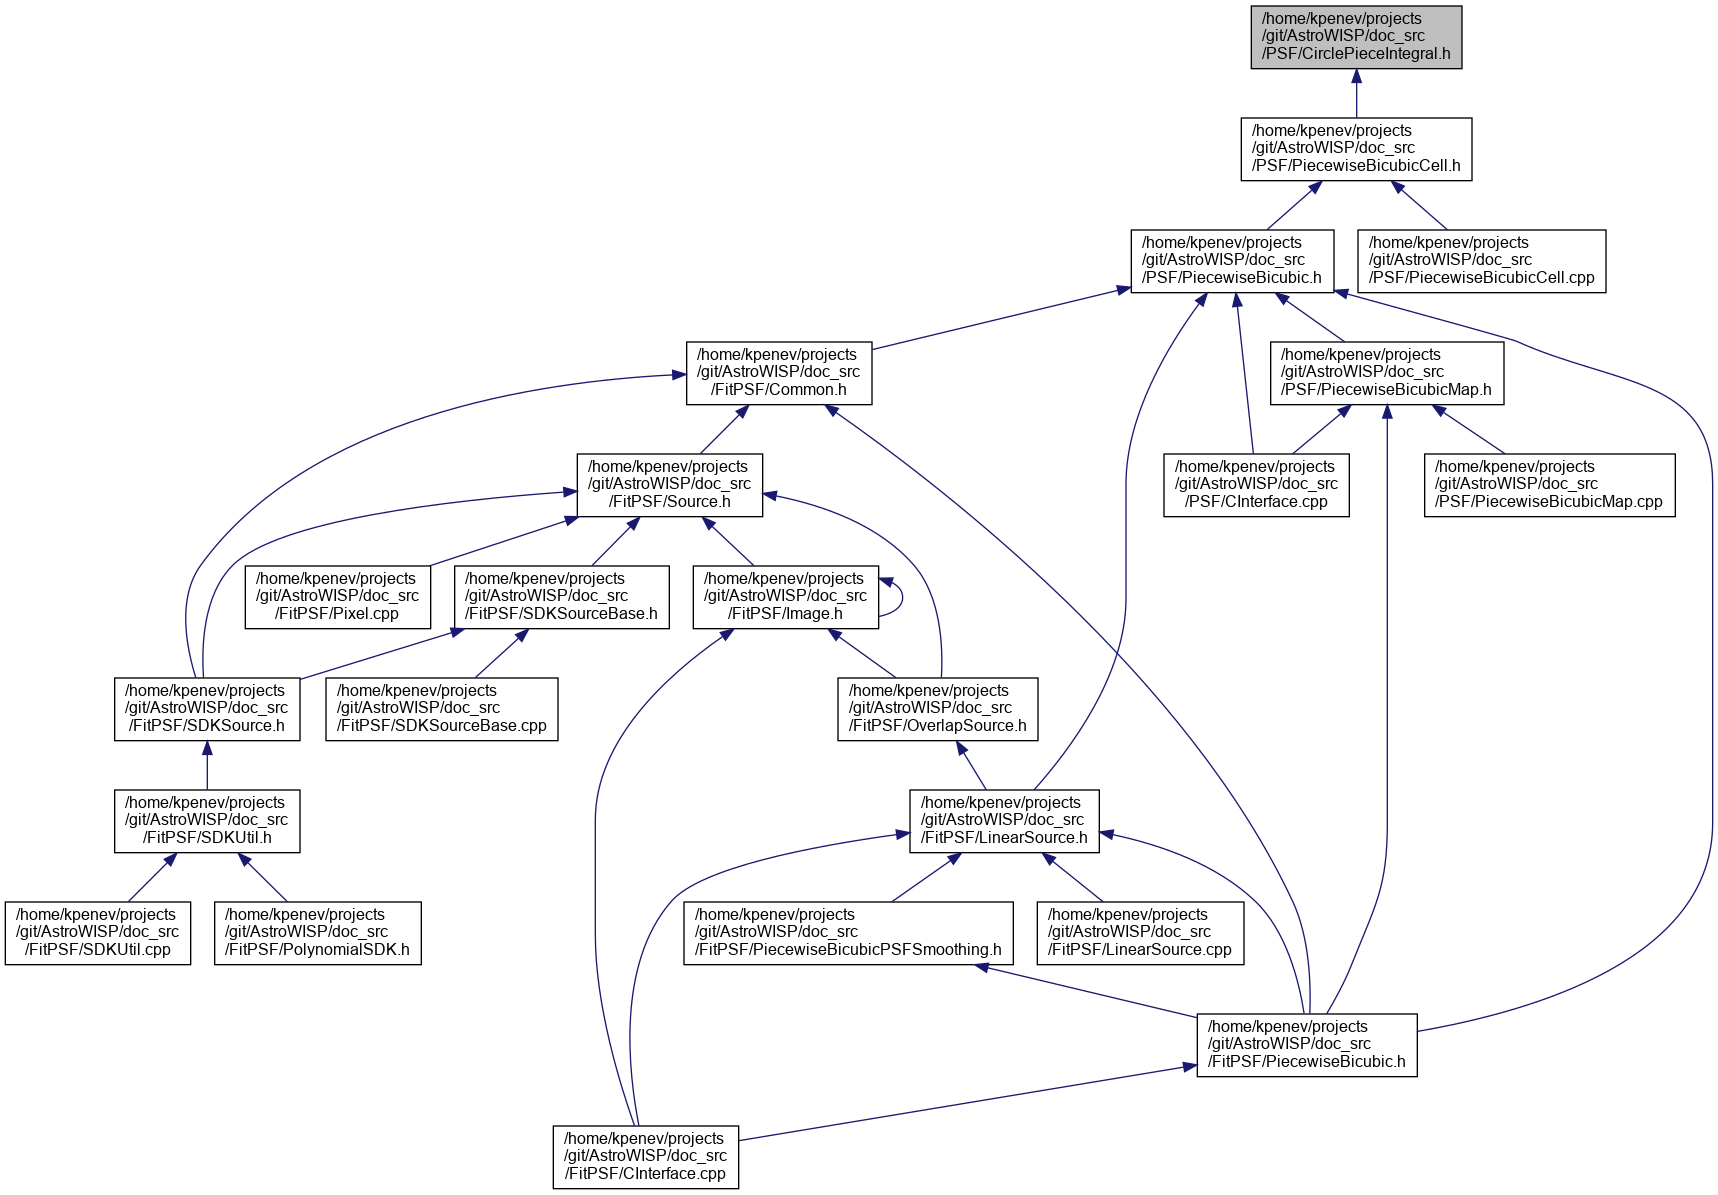 /home/kpenev/projects
/git/AstroWISP/doc_src
/PSF/CirclePieceIntegral.h
/home/kpenev/projects
/git/AstroWISP/doc_src
/PSF/PiecewiseBicubicCell.h
/home/kpenev/projects
/git/AstroWISP/doc_src
/PSF/PiecewiseBicubic.h
/home/kpenev/projects
/git/AstroWISP/doc_src
/PSF/PiecewiseBicubicCell.cpp
/home/kpenev/projects
/git/AstroWISP/doc_src
/FitPSF/Common.h
/home/kpenev/projects
/git/AstroWISP/doc_src
/PSF/PiecewiseBicubicMap.h
/home/kpenev/projects
/git/AstroWISP/doc_src
/FitPSF/Source.h
/home/kpenev/projects
/git/AstroWISP/doc_src
/PSF/CInterface.cpp
/home/kpenev/projects
/git/AstroWISP/doc_src
/PSF/PiecewiseBicubicMap.cpp
/home/kpenev/projects
/git/AstroWISP/doc_src
/FitPSF/Pixel.cpp
/home/kpenev/projects
/git/AstroWISP/doc_src
/FitPSF/SDKSourceBase.h
/home/kpenev/projects
/git/AstroWISP/doc_src
/FitPSF/Image.h
/home/kpenev/projects
/git/AstroWISP/doc_src
/FitPSF/SDKSource.h
/home/kpenev/projects
/git/AstroWISP/doc_src
/FitPSF/SDKSourceBase.cpp
/home/kpenev/projects
/git/AstroWISP/doc_src
/FitPSF/OverlapSource.h
/home/kpenev/projects
/git/AstroWISP/doc_src
/FitPSF/SDKUtil.h
/home/kpenev/projects
/git/AstroWISP/doc_src
/FitPSF/LinearSource.h
/home/kpenev/projects
/git/AstroWISP/doc_src
/FitPSF/SDKUtil.cpp
/home/kpenev/projects
/git/AstroWISP/doc_src
/FitPSF/PolynomialSDK.h
/home/kpenev/projects
/git/AstroWISP/doc_src
/FitPSF/PiecewiseBicubicPSFSmoothing.h
/home/kpenev/projects
/git/AstroWISP/doc_src
/FitPSF/LinearSource.cpp
/home/kpenev/projects
/git/AstroWISP/doc_src
/FitPSF/PiecewiseBicubic.h
/home/kpenev/projects
/git/AstroWISP/doc_src
/FitPSF/CInterface.cpp